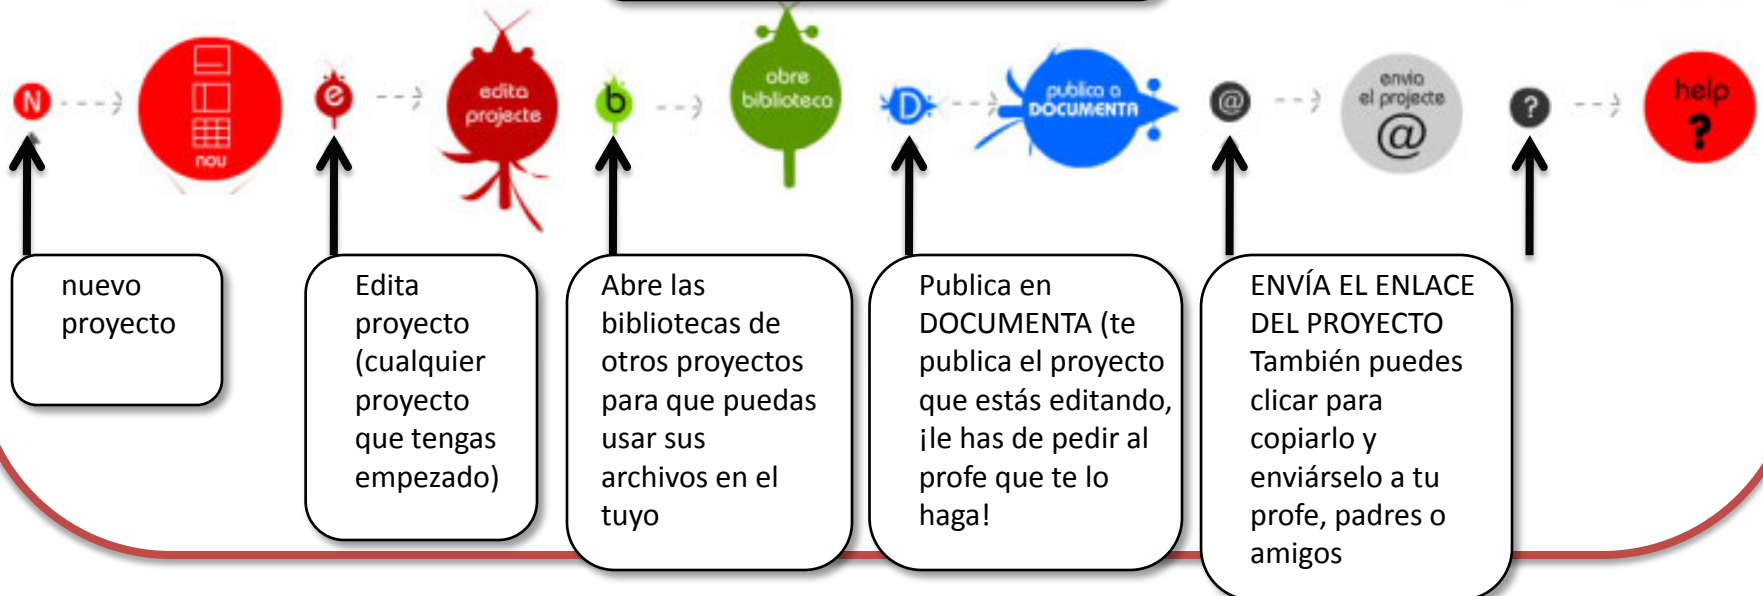 N
nou
e
edita
projecte
b
obre
biblioteca
D
publica a
DOCUMENTA
@
envia
el projecte
@
?
help
?
nuevo
proyecto
Edita
proyecto
(cualquier
proyecto
que tengas
empezado)
Abre las
bibliotecas de
otros proyectos
para que puedas
usar sus
archivos en el
tuyo
Publica en
DOCUMENTA (te
publica el proyecto
que estás editando,
¡le has de pedir al
profe que te lo
haga!
ENVÍA EL ENLACE
DEL PROYECTO
También puedes
clicar para
copiarlo y
enviárselo a tu
profe, padres o
amigos